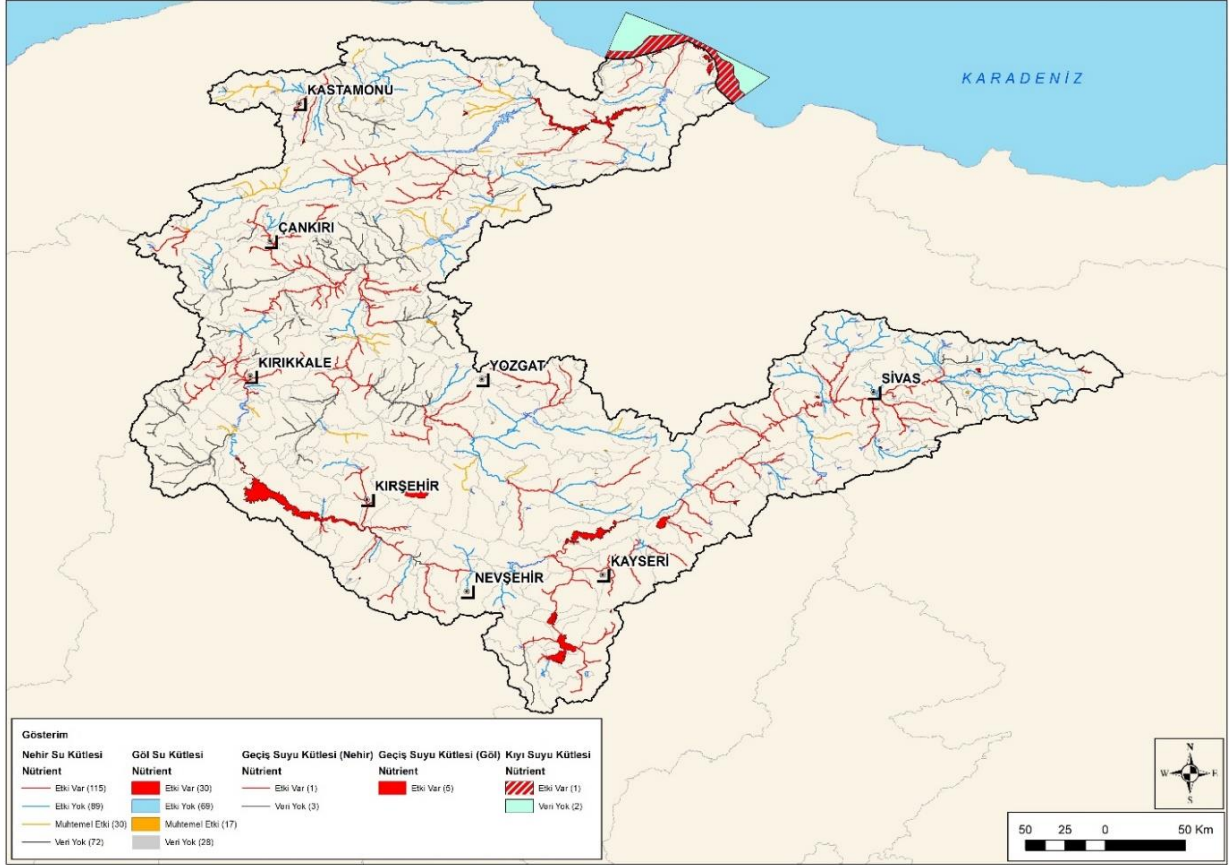 KARADENİZ
KASTAMONU
ÇANKIRI
KIRIKKALE
YOZGAT
SİVAS
KIRŞEHİR
KAYSERİ
NEVŞEHİR
Gösterim
Nehir Su Kütlesi
Nütrient
Etki Var (115)
Etki Yok (89)
Muhtemel Etki (30)
Veri Yok (72)
Göl Su Kütlesi
Nütrient
Etki Var (30)
Etki Yok (69)
Muhtemel Etki (17)
Veri Yok (28)
Geçiş Suyu Kütlesi (Nehir)
Nütrient
Etki Var (1)
Veri Yok (3)
Geçiş Suyu Kütlesi (Göl)
Nütrient
Etki Var (6)
Kıyı Suyu Kütlesi
Nütrient
Etki Var (1)
Veri Yok (2)
N
W E
S
50 25 0 50 Km